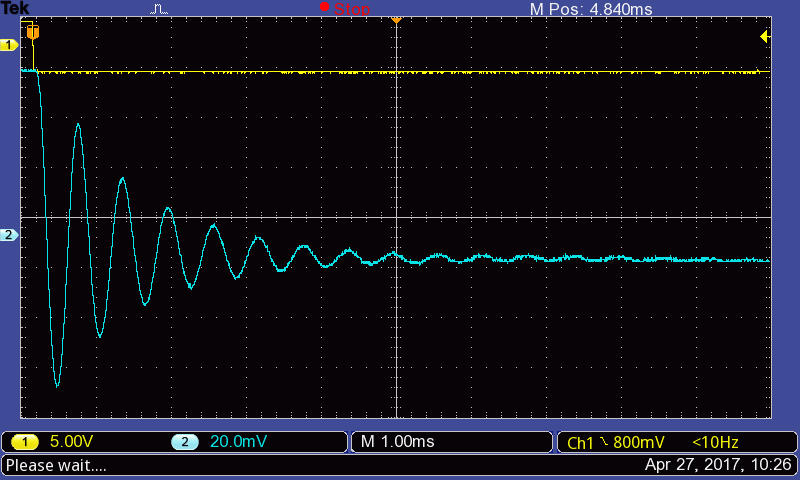 Tek Stop M Pos: 4.840ms
1
2
1 5.00V 2 20.0mV M 1.00ms Ch1 800mV <10Hz
Please wait.... Apr 27, 2017, 10:26